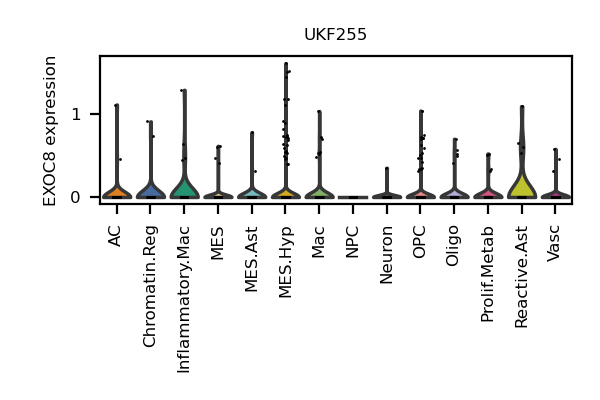 UKF255
EXOC8 expression
1
0
AC
Chromatin.Reg
Inflammatory.Mac
MES
MES.Ast
MES.Hyp
Mac
NPC
Neuron
OPC
Oligo
Prolif.Metab
Reactive.Ast
Vasc